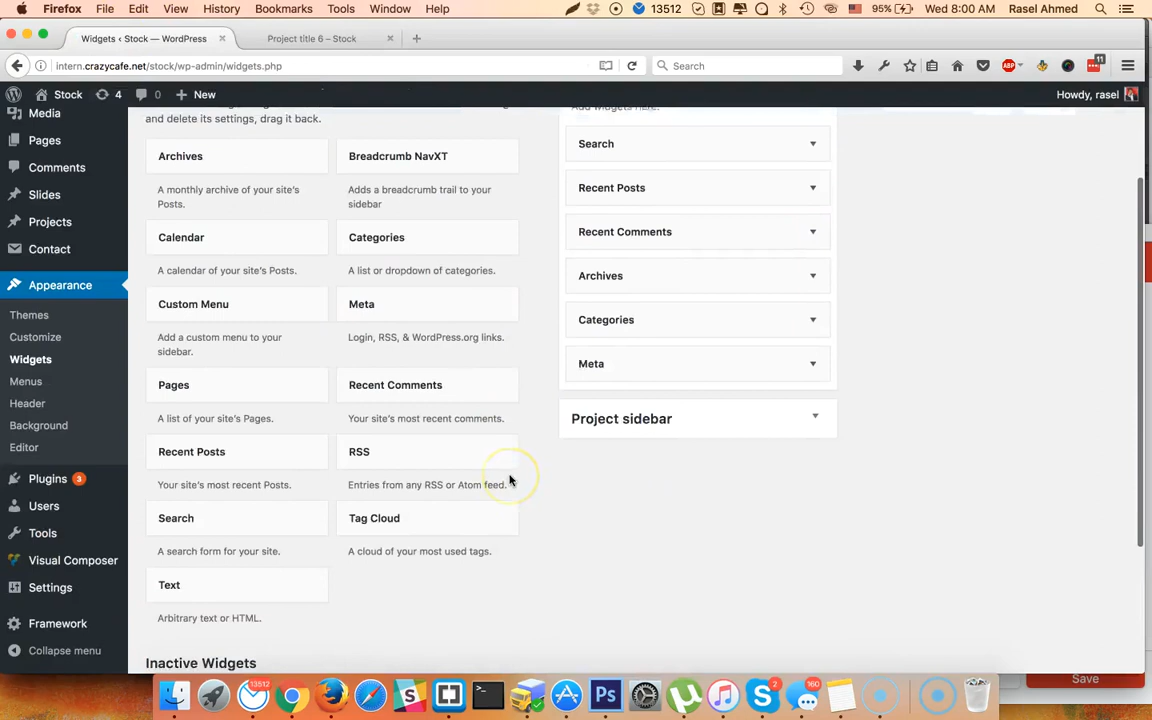 Firefox File Edit View History Bookmarks Tools Window Help 13512 95% Wed 8:00 AM Rasel Ahmed
Widgets ‹ Stock — WordPress Project title 6 – Stock
intern.crazycafe.net/stock/wp-admin/widgets.php Search ABP 11
Stock 4 0 New Howdy, rasel
Media
Pages
Comments
Slides
Projects
Contact
Appearance
Themes
Customize
Widgets
Menus
Header
Background
Editor
Plugins 3
Users
Tools
Visual Composer
Settings
Framework
Collapse menu
and delete its settings, drag it back.
Archives
A monthly archive of your site's
Posts.
Breadcrumb NavXT
Adds a breadcrumb trail to your
sidebar
Calendar
A calendar of your site's Posts.
Categories
A list or dropdown of categories.
Custom Menu
Add a custom menu to your
sidebar.
Meta
Login, RSS, & WordPress.org links.
Pages
A list of your site's Pages.
Recent Comments
Your site's most recent comments.
Recent Posts
Your site's most recent Posts.
RSS
Entries from any RSS or Atom feed.
Search
A search form for your site.
Tag Cloud
A cloud of your most used tags.
Text
Arbitrary text or HTML.
Inactive Widgets
Add widgets here.
Search
Recent Posts
Recent Comments
Archives
Categories
Meta
Project sidebar
Save
13512 Ps 2 160